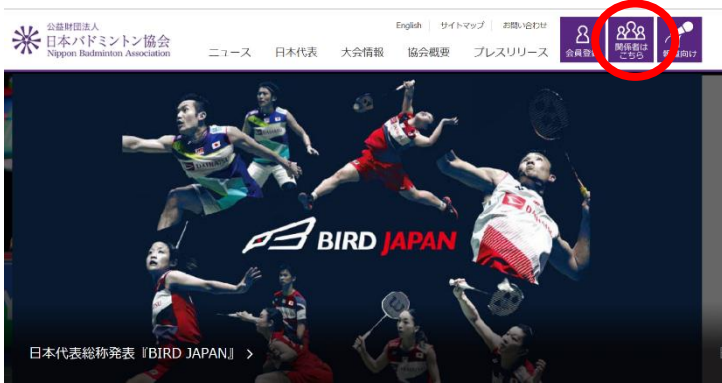 公益財団法人
日本バドミントン協会
Nippon Badminton Association
English サイトマップ お問い合わせ
ニュース 日本代表 大会情報 協会概要 プレスリリース
会員登録
関係者は
こちら
向け
BIRD JAPAN
日本代表総称発表『BIRD JAPAN』 >